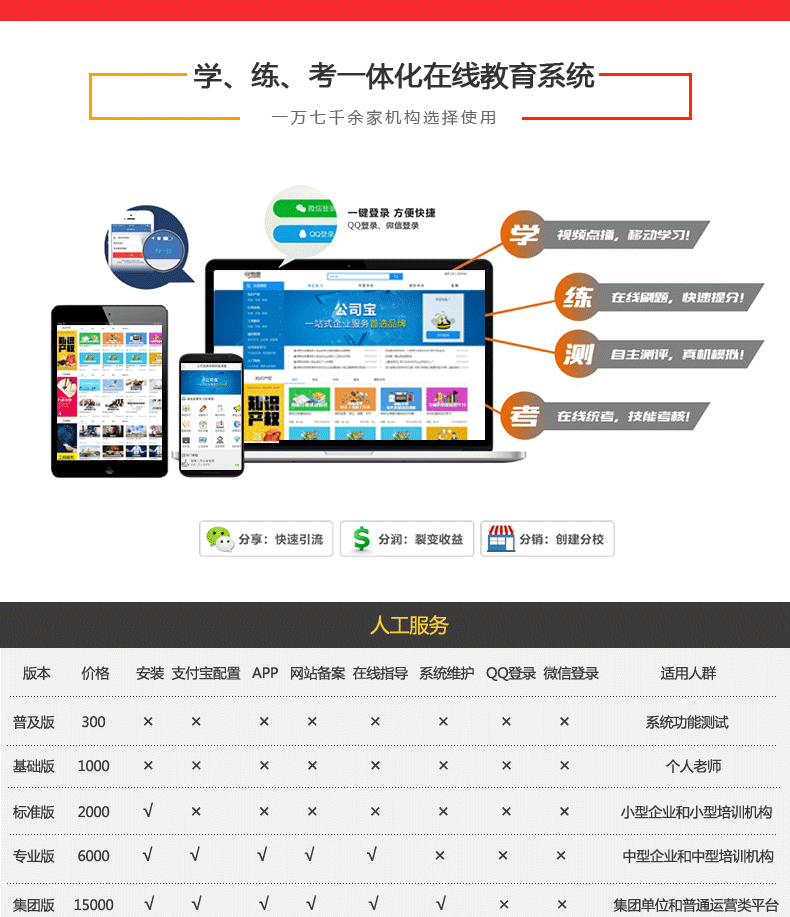 学、练、考一体化在线教育系统
一万七千余家机构选择使用
微信登录
QQ登录
一键登录 方便快捷
QQ登录、微信登录
扫一扫
学 视频点播，移动学习！
练 在线刷题，快速提分！
测 自主测评，真机模拟！
考 在线统考，技能考核！
公司宝
一站式企业服务首选品牌
知识产权
知识产权
分享：快速引流
$ 分润：裂变收益
分销：创建分校
人工服务
版本 价格 安装 支付宝配置 APP 网站备案 在线指导 系统维护 QQ登录 微信登录 适用人群
普及版 300 × × × × × × × × 系统功能测试
基础版 1000 × × × × × × × × 个人老师
标准版 2000 √ × × × × × × × 小型企业和小型培训机构
专业版 6000 √ √ √ √ √ × × × 中型企业和中型培训机构
集团版 15000 √ √ √ √ √ √ × × 集团单位和普通运营类平台